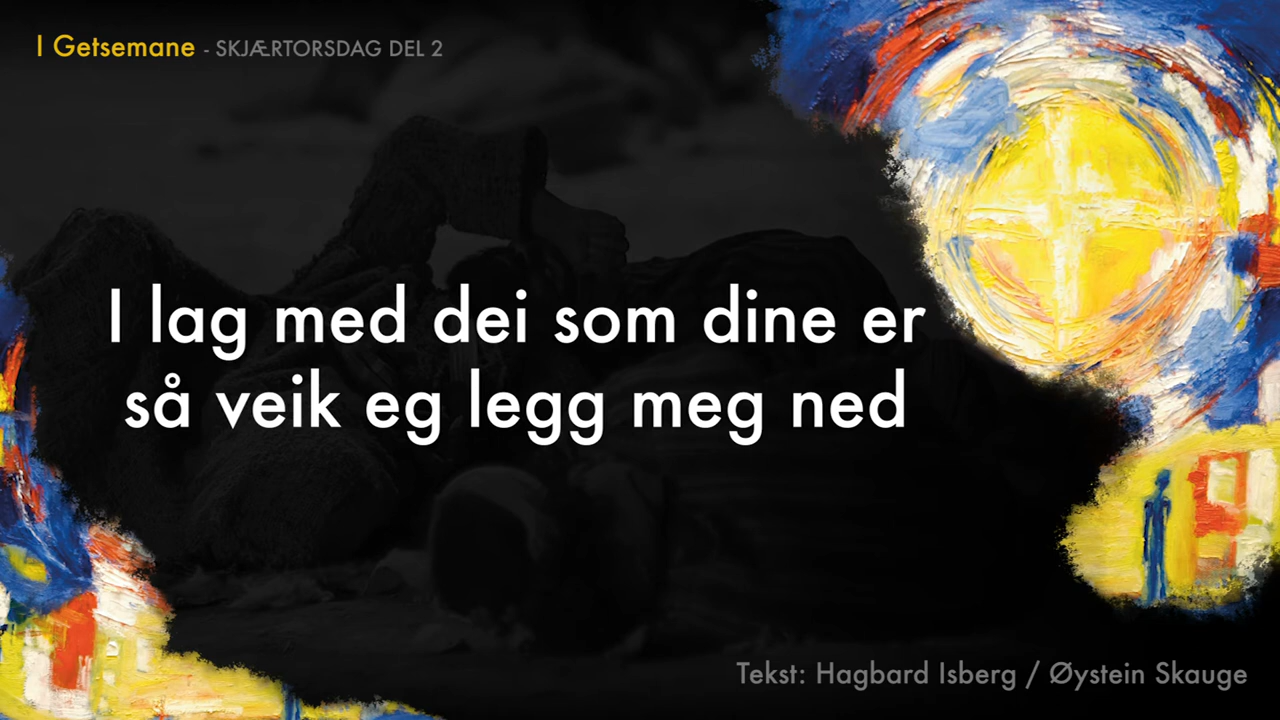 I Getsemane - SKJÆRTORSDAG DEL 2
I lag med dei som dine er
så veik eg legg meg ned
Tekst: Hagbard Isberg / Øystein Skauge